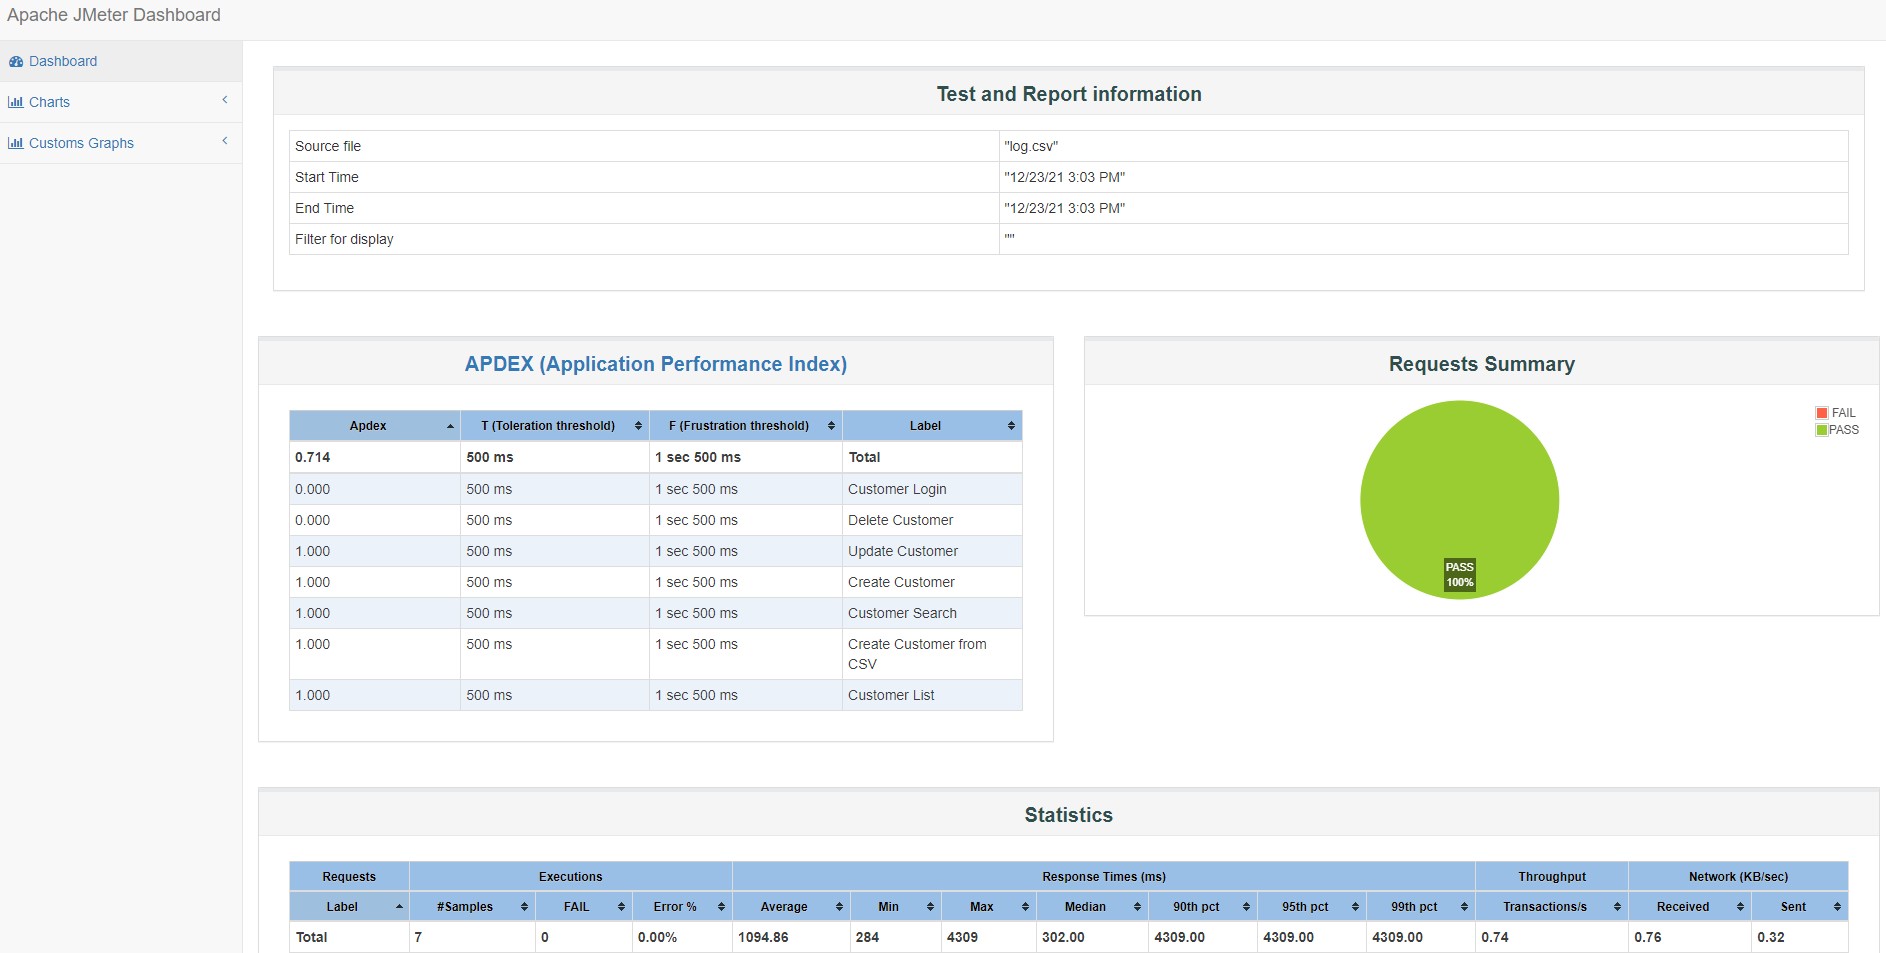 Apache JMeter Dashboard
Dashboard
Charts
Customs Graphs
Test and Report information
Source file "log.csv"
Start Time "12/23/21 3:03 PM"
End Time "12/23/21 3:03 PM"
Filter for display ""
APDEX (Application Performance Index)
Apdex T (Toleration threshold) F (Frustration threshold) Label
0.714 500 ms 1 sec 500 ms Total
0.000 500 ms 1 sec 500 ms Customer Login
0.000 500 ms 1 sec 500 ms Delete Customer
1.000 500 ms 1 sec 500 ms Update Customer
1.000 500 ms 1 sec 500 ms Create Customer
1.000 500 ms 1 sec 500 ms Customer Search
1.000 500 ms 1 sec 500 ms Create Customer from
CSV
1.000 500 ms 1 sec 500 ms Customer List
Requests Summary
FAIL
PASS
PASS
100%
Statistics
Requests Executions Response Times (ms) Throughput Network (KB/sec)
Label #Samples FAIL Error % Average Min Max Median 90th pct 95th pct 99th pct Transactions/s Received Sent
Total 7 0 0.00% 1094.86 284 4309 302.00 4309.00 4309.00 4309.00 0.74 0.76 0.32